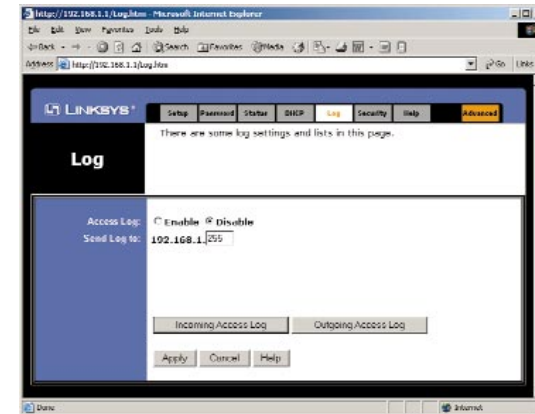 http://192.168.1.1/Log.htm - Microsoft Internet Explorer
File Edit View Favorites Tools Help
Back Search Favorites Media
Address http://192.168.1.1/Log.htm Go Links
LINKSYS®
Setup Password Status DHCP Log Security Help Advanced
There are some log settings and lists in this page.
Log
Access Log: Enable Disable
Send Log to: 192.168.1. 255
Incoming Access Log Outgoing Access Log
Apply Cancel Help
Done Internet